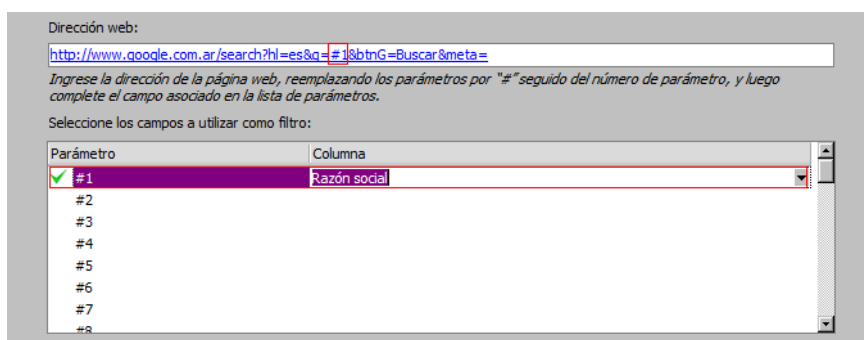 Dirección web:
http://www.google.com.ar/search?hl=es&q=#1&btnG=Buscar&meta=
Ingrese la dirección de la página web, reemplazando los parámetros por "#" seguido del número de parámetro, y luego
complete el campo asociado en la lista de parámetros.
Seleccione los campos a utilizar como filtro:
Parámetro Columna
#1 Razón social
#2
#3
#4
#5
#6
#7
#8